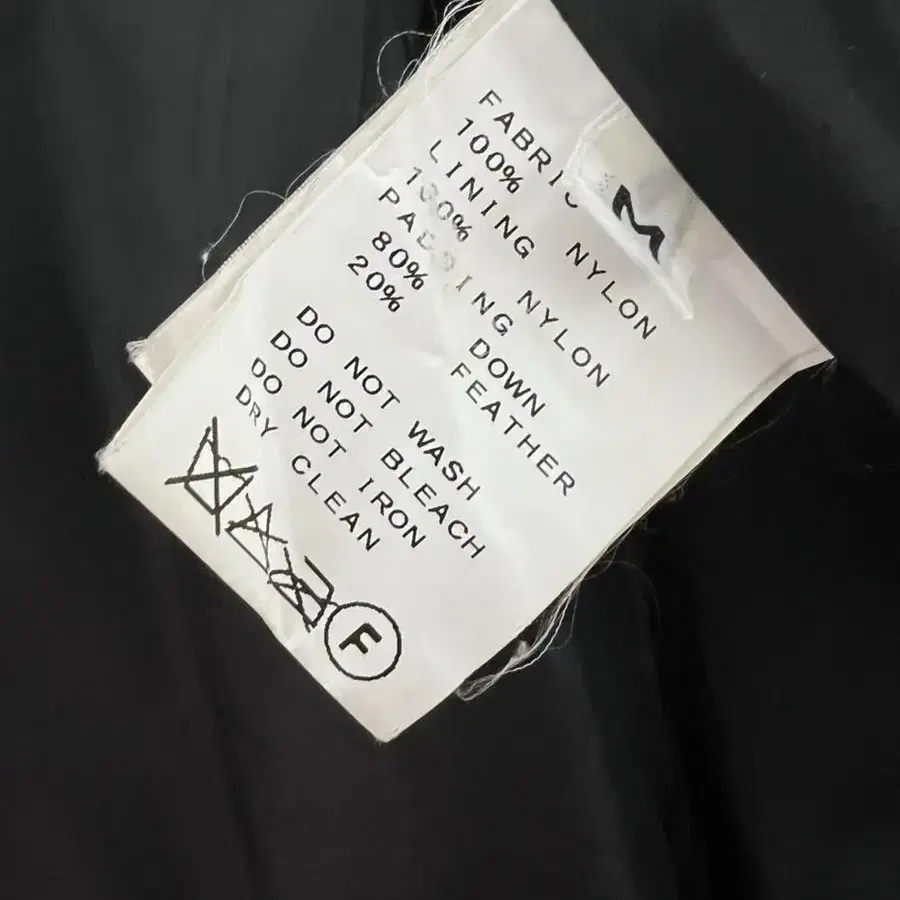 M
FABRIC
100% NYLON
LINING
100% NYLON
PADDING
80% DOWN
20% FEATHER
DO NOT WASH
DO NOT BLEACH
DO NOT IRON
DRY CLEAN
F